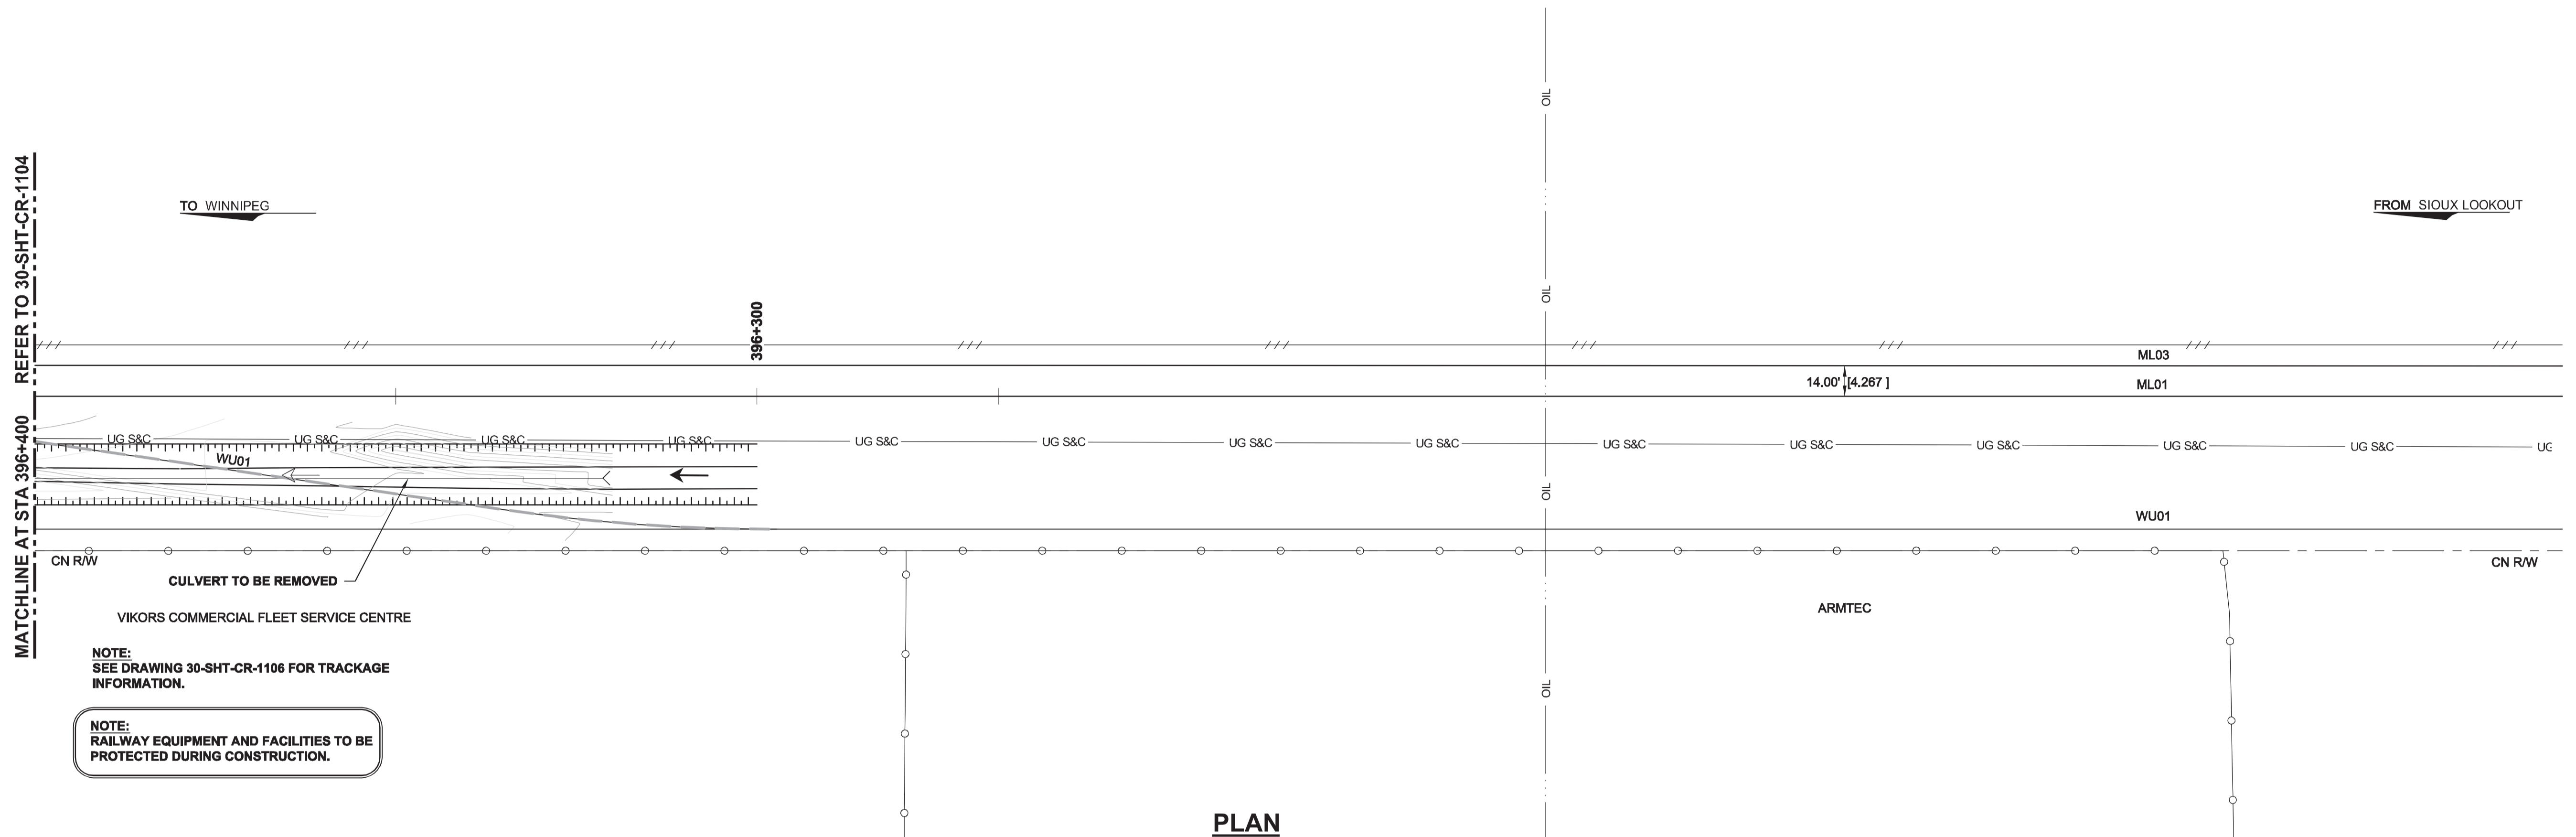 MATCHLINE AT STA 396+400 REFER TO 30-SHT-CR-1104
TO WINNIPEG
FROM SIOUX LOOKOUT
OIL
OIL
396+300
ML03
14.00' [4.267 ]
ML01
UG S&C
UG S&C
UG S&C
UG S&C
UG S&C
UG S&C
UG S&C
UG S&C
UG S&C
UG S&C
UG S&C
UG S&C
UG S&C
UG
WU01
OIL
WU01
CN R/W
CN R/W
CULVERT TO BE REMOVED
ARMTEC
VIKORS COMMERCIAL FLEET SERVICE CENTRE
NOTE:
SEE DRAWING 30-SHT-CR-1106 FOR TRACKAGE
INFORMATION.
OIL
NOTE:
RAILWAY EQUIPMENT AND FACILITIES TO BE
PROTECTED DURING CONSTRUCTION.
PLAN